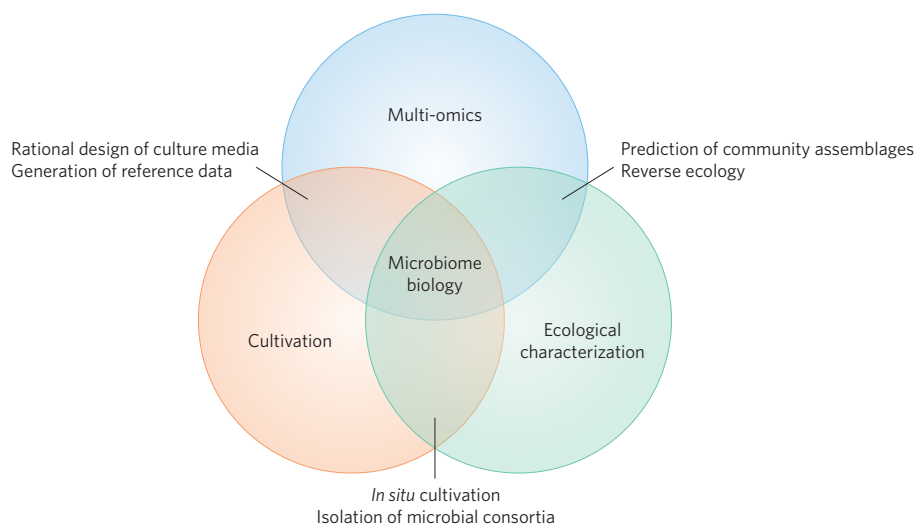 Multi-omics
Rational design of culture media
Generation of reference data
Prediction of community assemblages
Reverse ecology
Microbiome
biology
Cultivation
Ecological
characterization
In situ cultivation
Isolation of microbial consortia